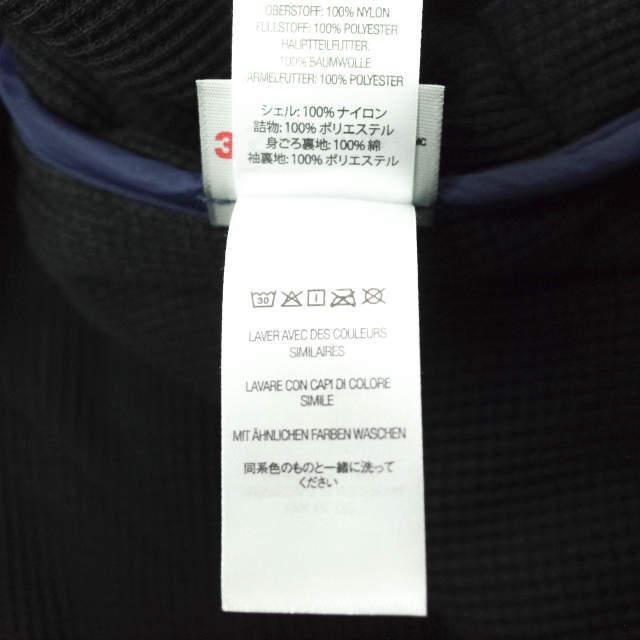 OBERSTOFF: 100% NYLON
FÜLLSTOFF: 100% POLYESTER
HAUPTTEILFUTTER:
100% BAUMWOLLE
ÄRMELFUTTER: 100% POLYESTER
シェル: 100% ナイロン
詰物: 100% ポリエステル
身ごろ裏地: 100% 綿
袖裏地: 100% ポリエステル
3
30
LAVER AVEC DES COULEURS
SIMILAIRES
LAVARE CON CAPI DI COLORE
SIMILE
MIT ÄHNLICHEN FARBEN WASCHEN
同系色のものと一緒に洗って
ください